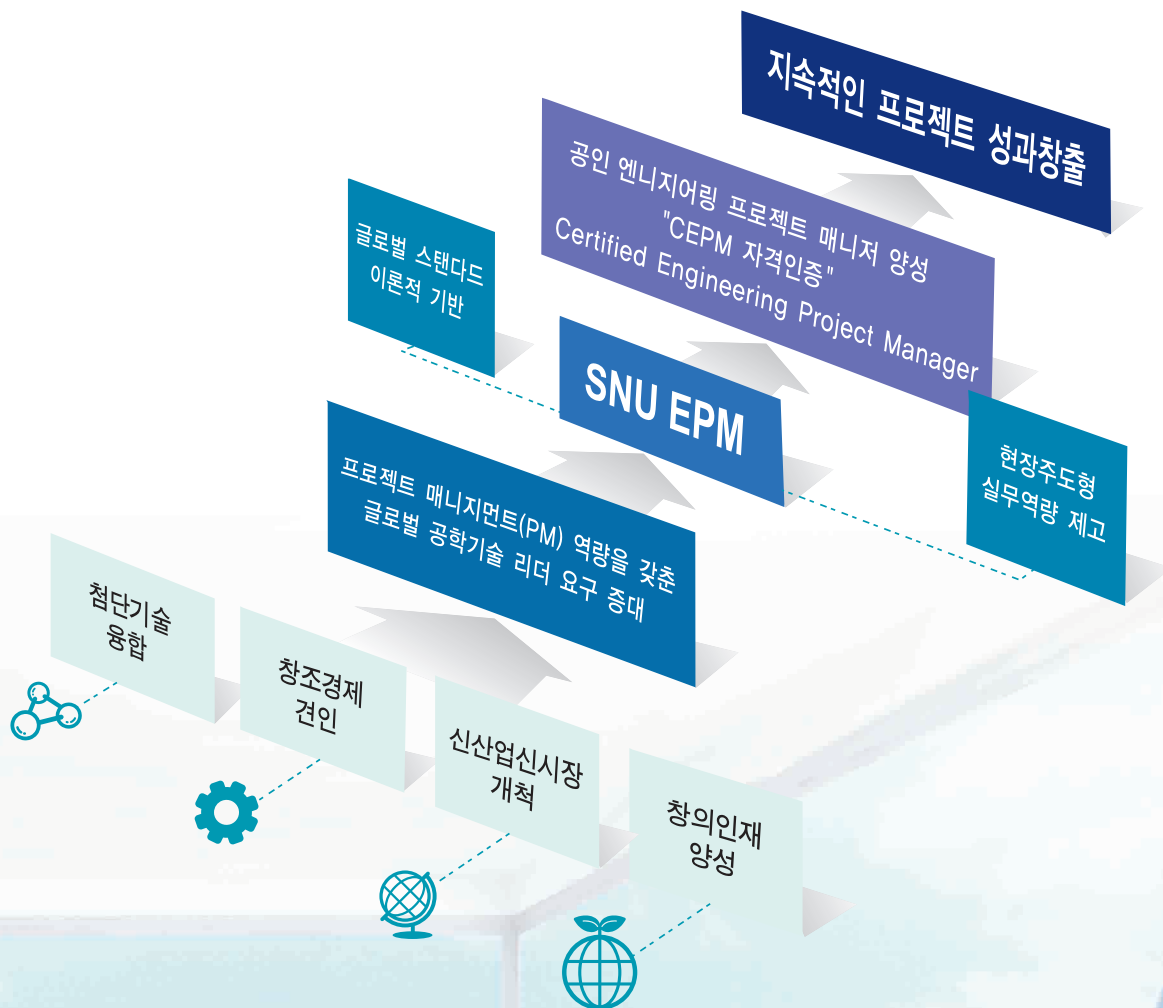 지속적인 프로젝트 성과창출
공인 엔니지어링 프로젝트 매니저 양성
"CEPM 자격인증"
Certified Engineering Project Manager
글로벌 스탠다드
이론적 기반
SNU EPM
현장주도형
실무역량 제고
프로젝트 매니지먼트(PM) 역량을 갖춘
글로벌 공학기술 리더 요구 증대
첨단기술
융합
창조경제
견인
신산업신시장
개척
창의인재
양성